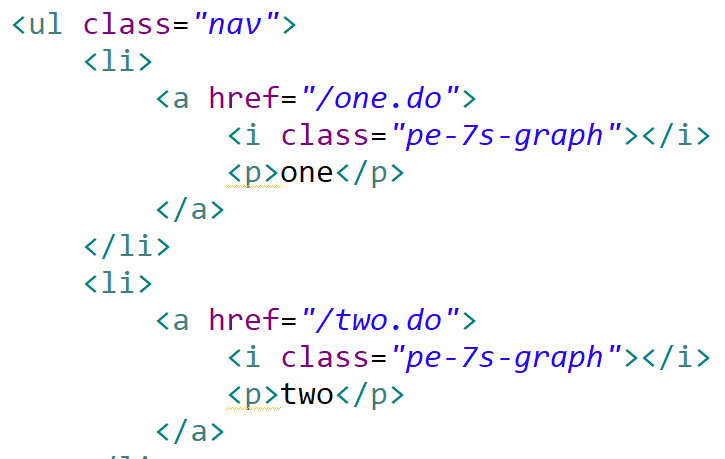 <ul class="nav">
    <li>
        <a href="/one.do">
            <i class="pe-7s-graph"></i>
            <p>one</p>
        </a>
    </li>
    <li>
        <a href="/two.do">
            <i class="pe-7s-graph"></i>
            <p>two</p>
        </a>